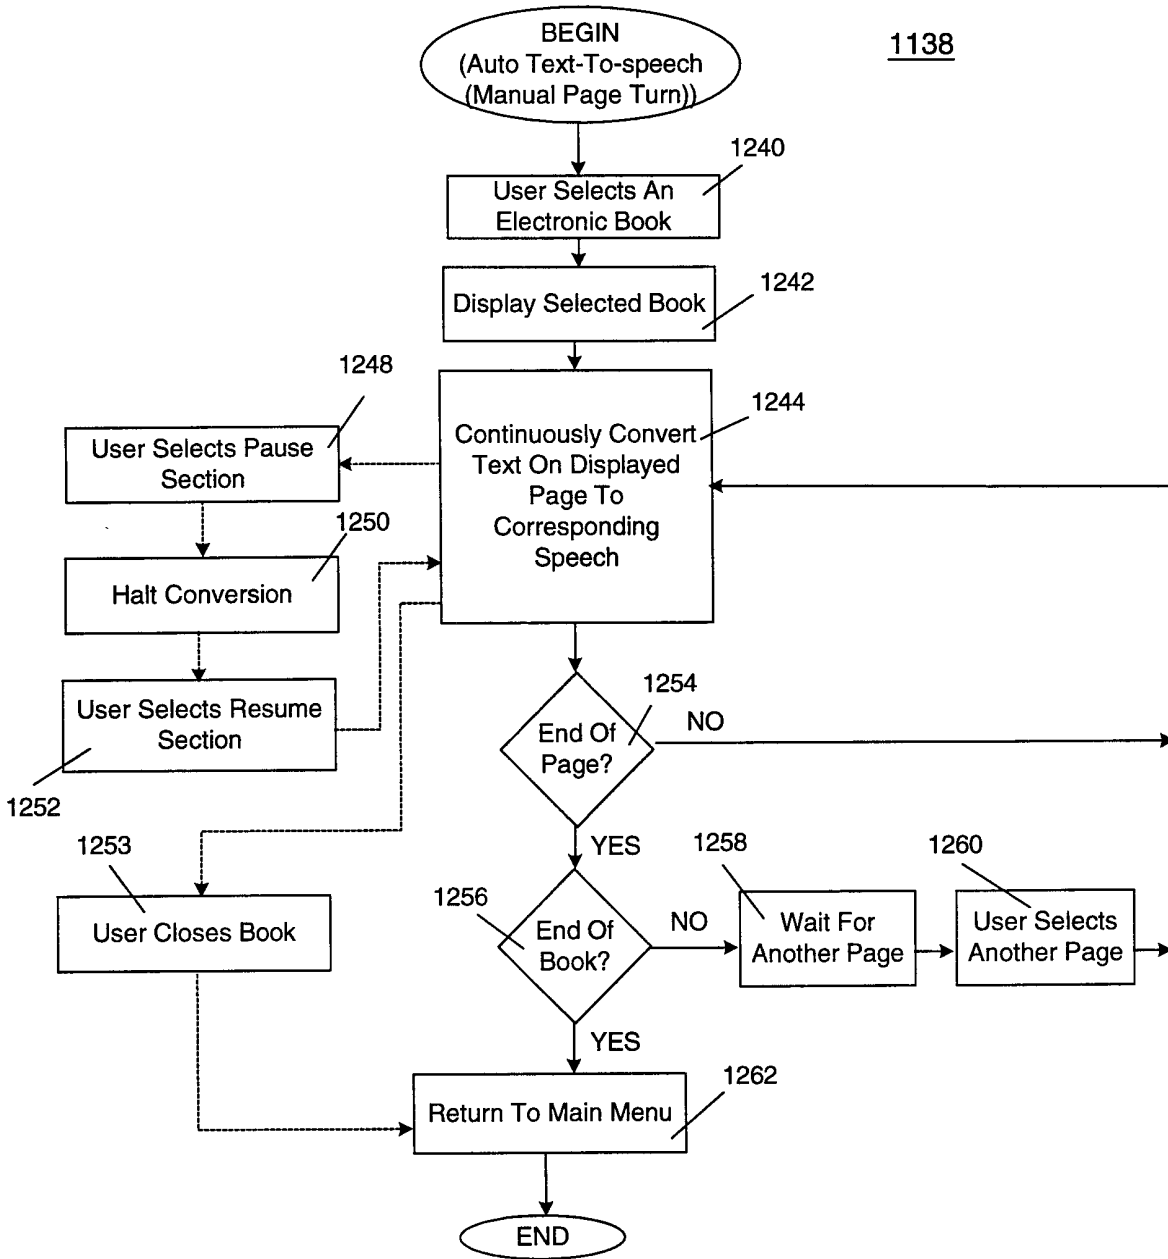 BEGIN
(Auto Text-To-speech
(Manual Page Turn))
1138
1240
User Selects An
Electronic Book
1242
Display Selected Book
1248
User Selects Pause
Section
1244
Continuously Convert
Text On Displayed
Page To
Corresponding
Speech
1250
Halt Conversion
User Selects Resume
Section
1252
1254
End Of
Page?
NO
YES
1253
User Closes Book
1256
End Of
Book?
NO
1258
Wait For
Another Page
1260
User Selects
Another Page
YES
1262
Return To Main Menu
END